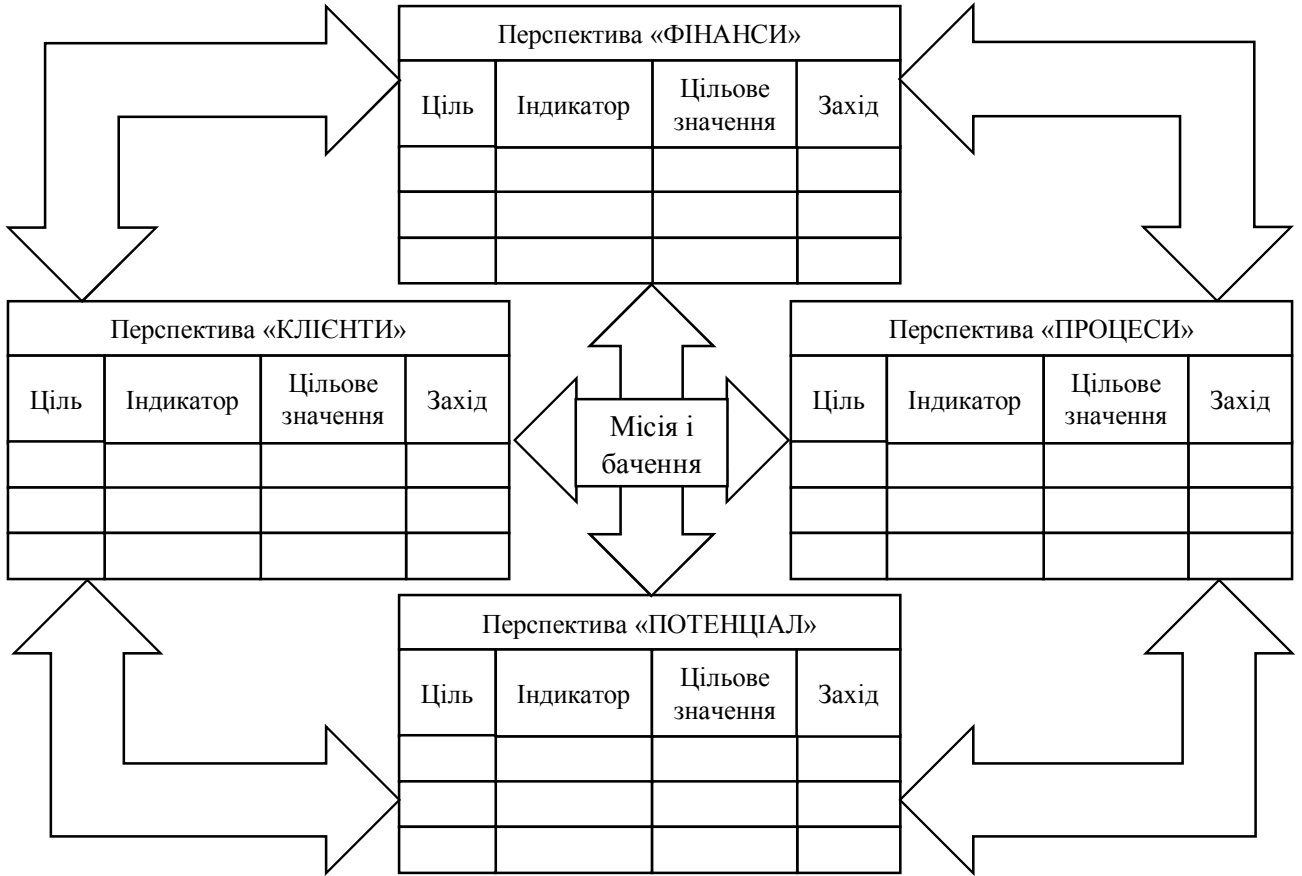 Перспектива «ФІНАНСИ»
Ціль Індикатор Цільове значення Захід
Перспектива «КЛІЄНТИ»
Ціль Індикатор Цільове значення Захід
Місія і
бачення
Перспектива «ПРОЦЕСИ»
Ціль Індикатор Цільове значення Захід
Перспектива «ПОТЕНЦІАЛ»
Ціль Індикатор Цільове значення Захід